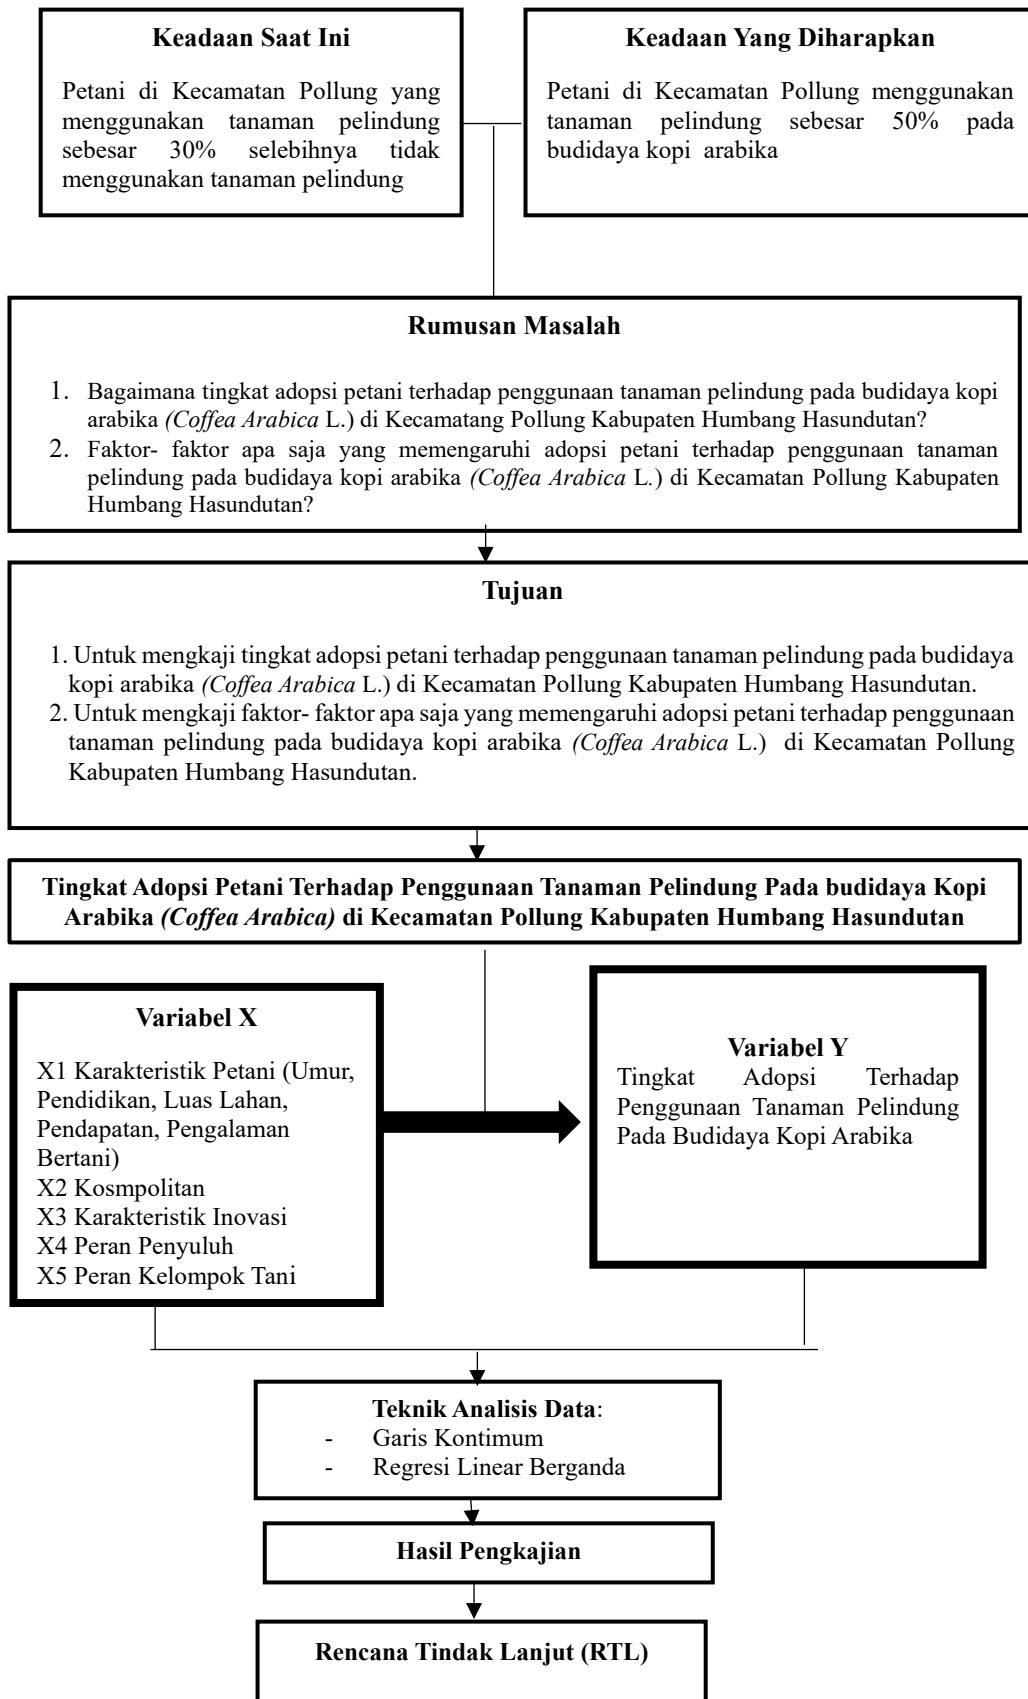 Keadaan Saat Ini
Petani di Kecamatan Pollung yang
menggunakan tanaman pelindung
sebesar 30% selebihnya tidak
menggunakan tanaman pelindung
Keadaan Yang Diharapkan
Petani di Kecamatan Pollung menggunakan
tanaman pelindung sebesar 50% pada
budidaya kopi arabika
Rumusan Masalah
1. Bagaimana tingkat adopsi petani terhadap penggunaan tanaman pelindung pada budidaya kopi
arabika (Coffea Arabica L.) di Kecamatang Pollung Kabupaten Humbang Hasundutan?
2. Faktor- faktor apa saja yang memengaruhi adopsi petani terhadap penggunaan tanaman
pelindung pada budidaya kopi arabika (Coffea Arabica L.) di Kecamatan Pollung Kabupaten
Humbang Hasundutan?
Tujuan
1. Untuk mengkaji tingkat adopsi petani terhadap penggunaan tanaman pelindung pada budidaya
kopi arabika (Coffea Arabica L.) di Kecamatan Pollung Kabupaten Humbang Hasundutan.
2. Untuk mengkaji faktor- faktor apa saja yang memengaruhi adopsi petani terhadap penggunaan
tanaman pelindung pada budidaya kopi arabika (Coffea Arabica L.) di Kecamatan Pollung
Kabupaten Humbang Hasundutan.
Tingkat Adopsi Petani Terhadap Penggunaan Tanaman Pelindung Pada budidaya Kopi
Arabika (Coffea Arabica) di Kecamatan Pollung Kabupaten Humbang Hasundutan
Variabel X
X1 Karakteristik Petani (Umur,
Pendidikan, Luas Lahan,
Pendapatan, Pengalaman
Bertani)
X2 Kosmpolitan
X3 Karakteristik Inovasi
X4 Peran Penyuluh
X5 Peran Kelompok Tani
Variabel Y
Tingkat Adopsi Terhadap
Penggunaan Tanaman Pelindung
Pada Budidaya Kopi Arabika
Teknik Analisis Data:
- Garis Kontimum
- Regresi Linear Berganda
Hasil Pengkajian
Rencana Tindak Lanjut (RTL)